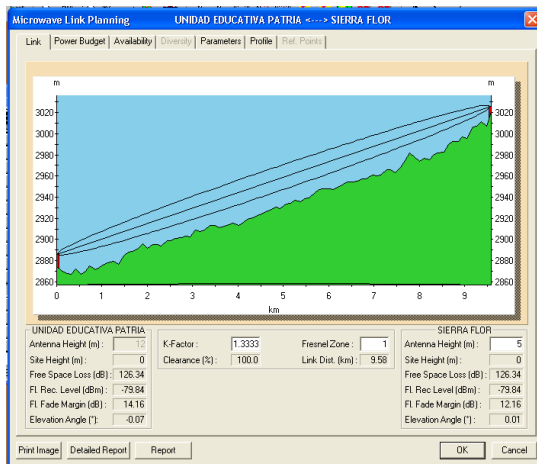 Microwave Link Planning UNIDAD EDUCATIVA PATRIA <---> SIERRA FLOR
Link Power Budget Availability Diversity Parameters Profile Ref. Points
m m
3020 3020
3000 3000
2980 2980
2960 2960
2940 2940
2920 2920
2900 2900
2880 2880
2860 2860
0 1 2 3 4 5 6 7 8 9
km
UNIDAD EDUCATIVA PATRIA SIERRA FLOR
Antenna Height (m) : 12 K-Factor : 1.3333 Fresnel Zone : 1 Antenna Height (m) : 5
Site Height (m) : 0 Clearance (%) : 100.0 Link Dist. (km) : 9.58 Site Height (m) : 0
Free Space Loss (dB) : 126.34 Free Space Loss (dB) : 126.34
Fl. Rec. Level (dBm) : -79.84 Fl. Rec. Level (dBm) : -79.84
Fl. Fade Margin (dB) : 14.16 Fl. Fade Margin (dB) : 12.16
Elevation Angle (°): -0.07 Elevation Angle (°): 0.01
Print Image Detailed Report Report OK Cancel